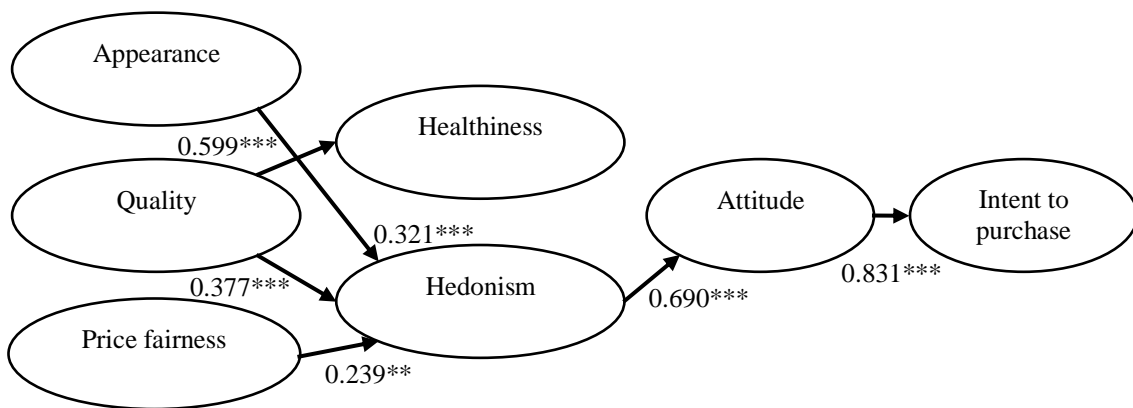 Appearance
Healthiness
0.599***
Quality
Attitude
Intent to
purchase
0.321***
0.377***
Hedonism
0.831***
0.690***
Price fairness
0.239**